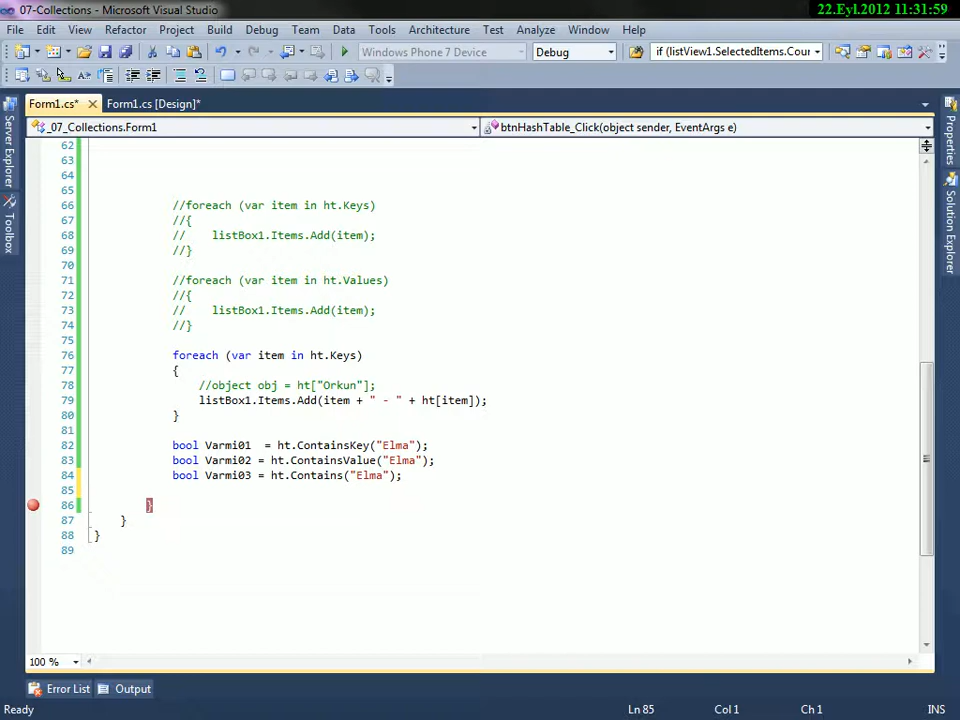 07-Collections - Microsoft Visual Studio
22.Eyl.2012 11:31:59
File Edit View Refactor Project Build Debug Team Data Tools Architecture Test Analyze Window Help
Windows Phone 7 Device Debug if (listView1.SelectedItems.Cour
Form1.cs* Form1.cs [Design]*
_07_Collections.Form1 btnHashTable_Click(object sender, EventArgs e)
Server Explorer
Toolbox
Properties
Solution Explorer
62
63
64
65
66 //foreach (var item in ht.Keys)
67 //{
68 // listBox1.Items.Add(item);
69 //}
70
71 //foreach (var item in ht.Values)
72 //{
73 // listBox1.Items.Add(item);
74 //}
75
76 foreach (var item in ht.Keys)
77 {
78 //object obj = ht["Orkun"];
79 listBox1.Items.Add(item + " - " + ht[item]);
80 }
81
82 bool Varmi01 = ht.ContainsKey("Elma");
83 bool Varmi02 = ht.ContainsValue("Elma");
84 bool Varmi03 = ht.Contains("Elma");
85
86 }
87 }
88 }
89
100 %
Error List Output
Ready Ln 85 Col 1 Ch 1 INS